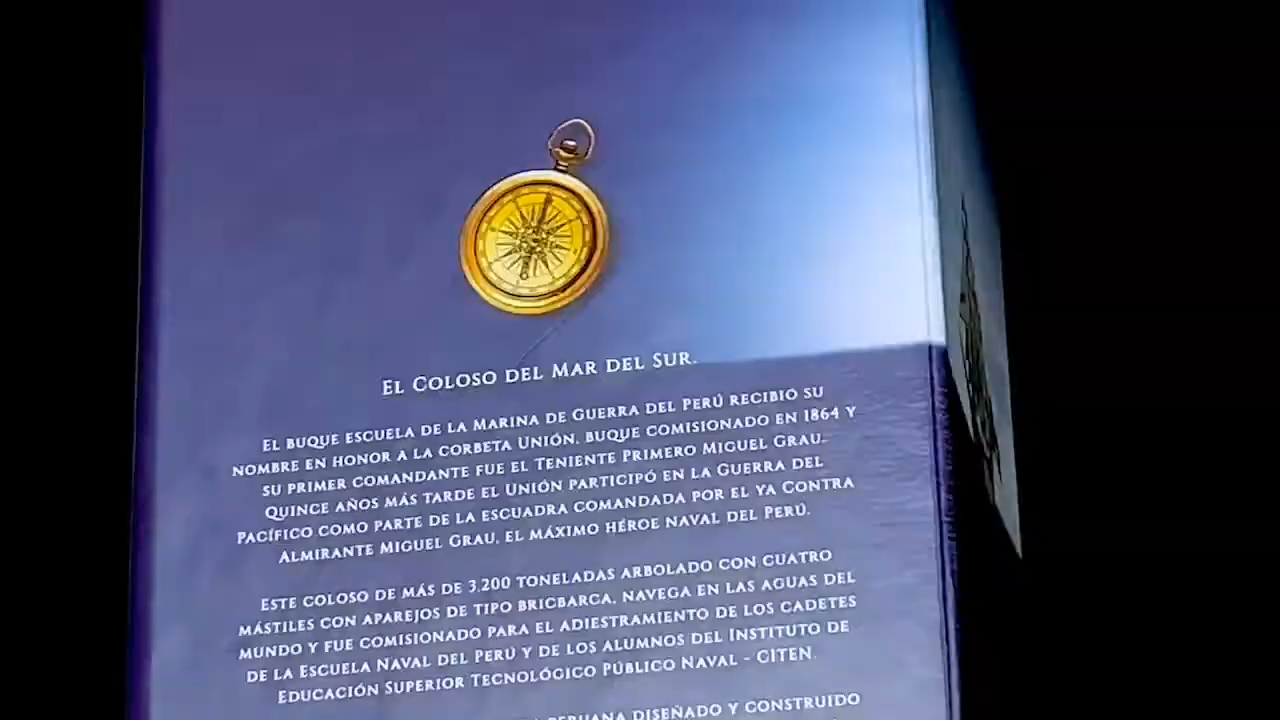 El Coloso del Mar del Sur.
El buque escuela de la Marina de Guerra del Perú recibió su
nombre en honor a la corbeta Unión, buque comisionado en 1864 y
su primer comandante fue el Teniente Primero Miguel Grau.
Quince años más tarde el Unión participó en la Guerra del
Pacífico como parte de la escuadra comandada por el ya Contra
Almirante Miguel Grau, el máximo héroe naval del Perú.
Este coloso de más de 3,200 toneladas arbolado con cuatro
mástiles con aparejos de tipo bricbarca, navega en las aguas del
mundo y fue comisionado para el adiestramiento de los cadetes
de la Escuela Naval del Perú y de los alumnos del Instituto de
Educación Superior Tecnológico Público Naval - CITEN.
peruana diseñado y construido